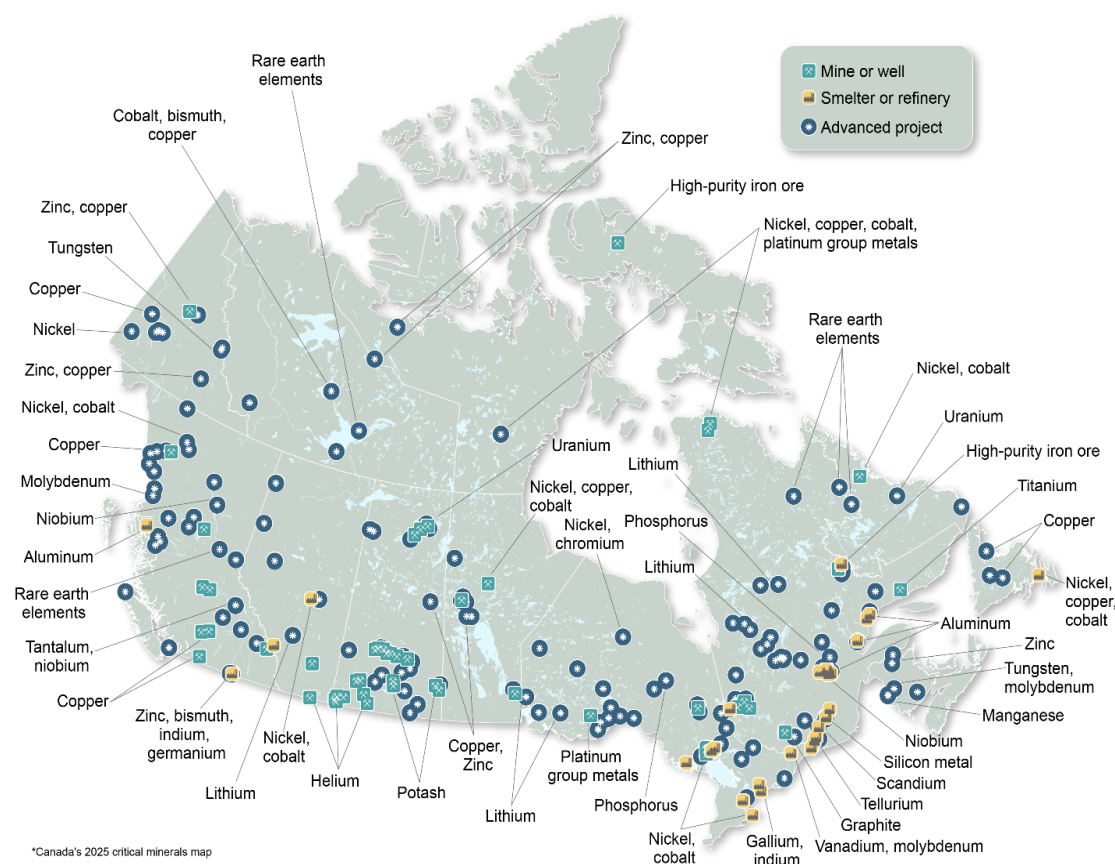 Rare earth
elements
Mine or well
Smelter or refinery
Advanced project
Cobalt, bismuth,
copper
Zinc, copper
High-purity iron ore
Zinc, copper
Nickel, copper, cobalt,
platinum group metals
Tungsten
Copper
Nickel
Rare earth
elements
Zinc, copper
Nickel, cobalt
Nickel, cobalt
Uranium
Copper
Uranium
High-purity iron ore
Lithium
Molybdenum
Nickel, copper,
cobalt
Titanium
Niobium
Phosphorus
Nickel,
chromium
Copper
Aluminum
Lithium
Rare earth
elements
Nickel,
copper,
cobalt
Aluminum
Tantalum,
niobium
Zinc
Tungsten,
molybdenum
Copper
Manganese
Zinc, bismuth,
indium,
germanium
Nickel,
cobalt
Copper,
Zinc
Platinum
group metals
Niobium
Silicon metal
Helium
Scandium
Lithium
Potash
Tellurium
Phosphorus
Lithium
Graphite
Nickel,
cobalt
Gallium,
indium
Vanadium, molybdenum
*Canada's 2025 critical minerals map